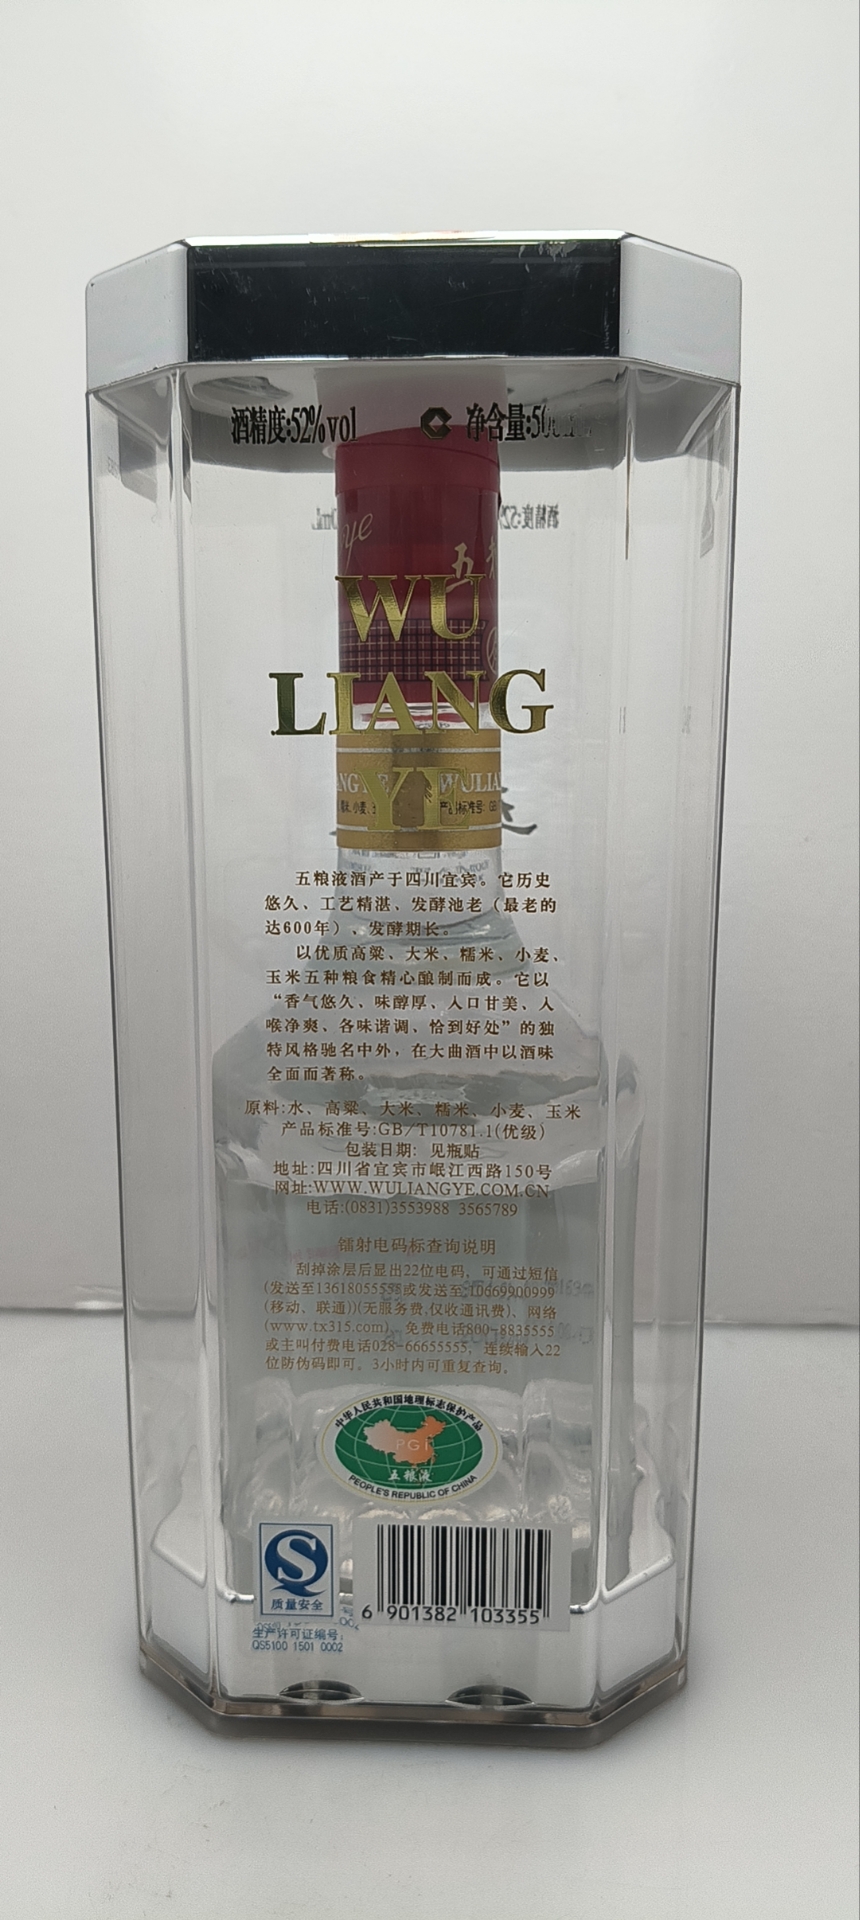 酒精度:52%vol 净含量:50
ye
五
WU
LIANG
YE
ANGYE WULIA
小麦、 产品标准号: GB
五粮液酒产于四川宜宾。它历史
悠久、工艺精湛、发酵池老（最老的
达600年）、发酵期长。
以优质高粱、大米、糯米、小麦、
玉米五种粮食精心酿制而成。它以
“香气悠久、味醇厚、入口甘美、入
喉净爽、各味谐调、恰到好处”的独
特风格驰名中外，在大曲酒中以酒味
全面而著称。
原料:水、高粱、大米、糯米、小麦、玉米
产品标准号:GB/T10781.1(优级)
包装日期: 见瓶贴
地址:四川省宜宾市岷江西路150号
网址:WWW.WULIANGYE.COM.CN
电话:(0831)3553988 3565789
镭射电码标查询说明
刮掉涂层后显出22位电码，可通过短信
(发送至13618055558或发送至:10669900999
(移动、联通))(无服务费,仅收通讯费)、网络
(www.tx315.com)、免费电话800-8835555
或主叫付费电话028-66655555，连续输入22
位防伪码即可。3小时内可重复查询。
中华人民共和国地理标志保护产品
PGI
五粮液
PEOPLE'S REPUBLIC OF CHINA
质量安全
生产许可证编号:
QS5100 1501 0002
6 901382 103355